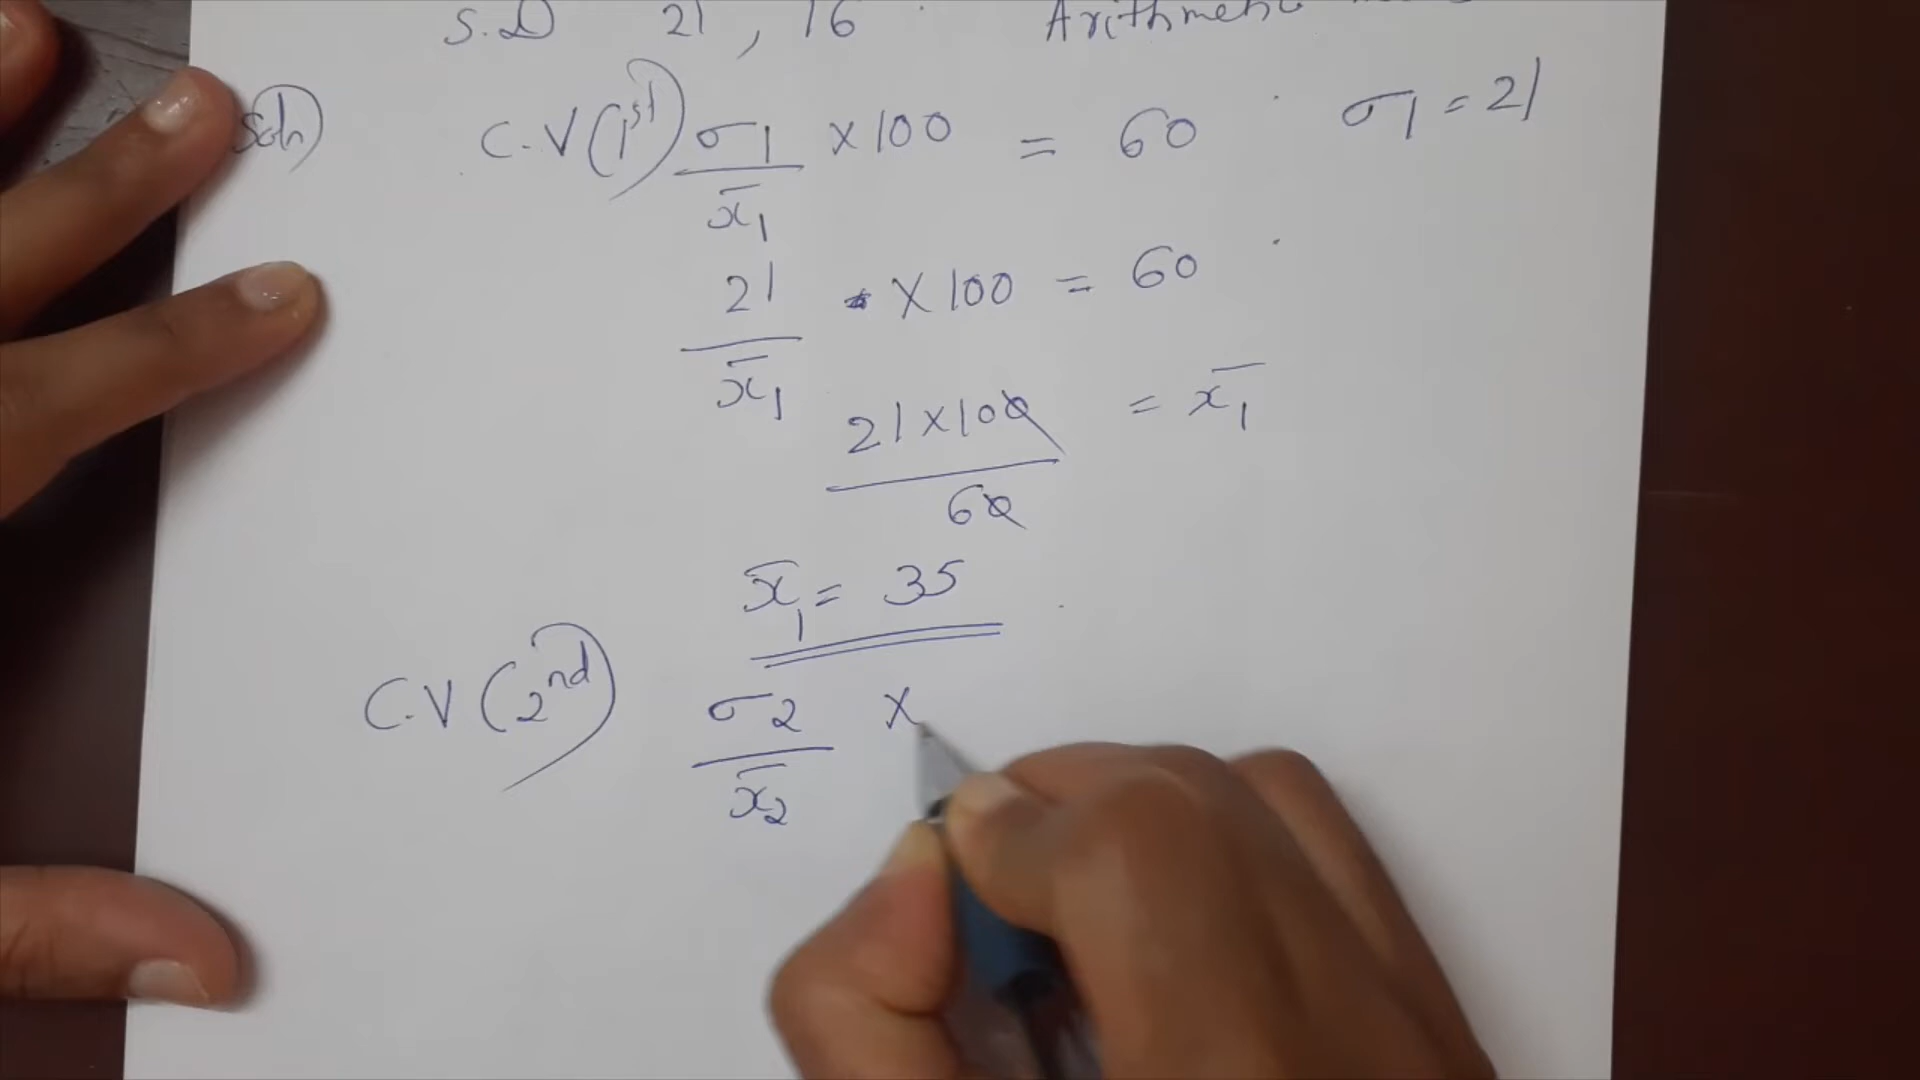 S.D 21, 16 Arithmetic
Soln) C.V(1st) σ1/x̄1 × 100 = 60 σ1 = 21
21/x̄1 × 100 = 60
21×100/60 = x̄1
x̄1 = 35
C.V(2nd) σ2/x̄2 ×